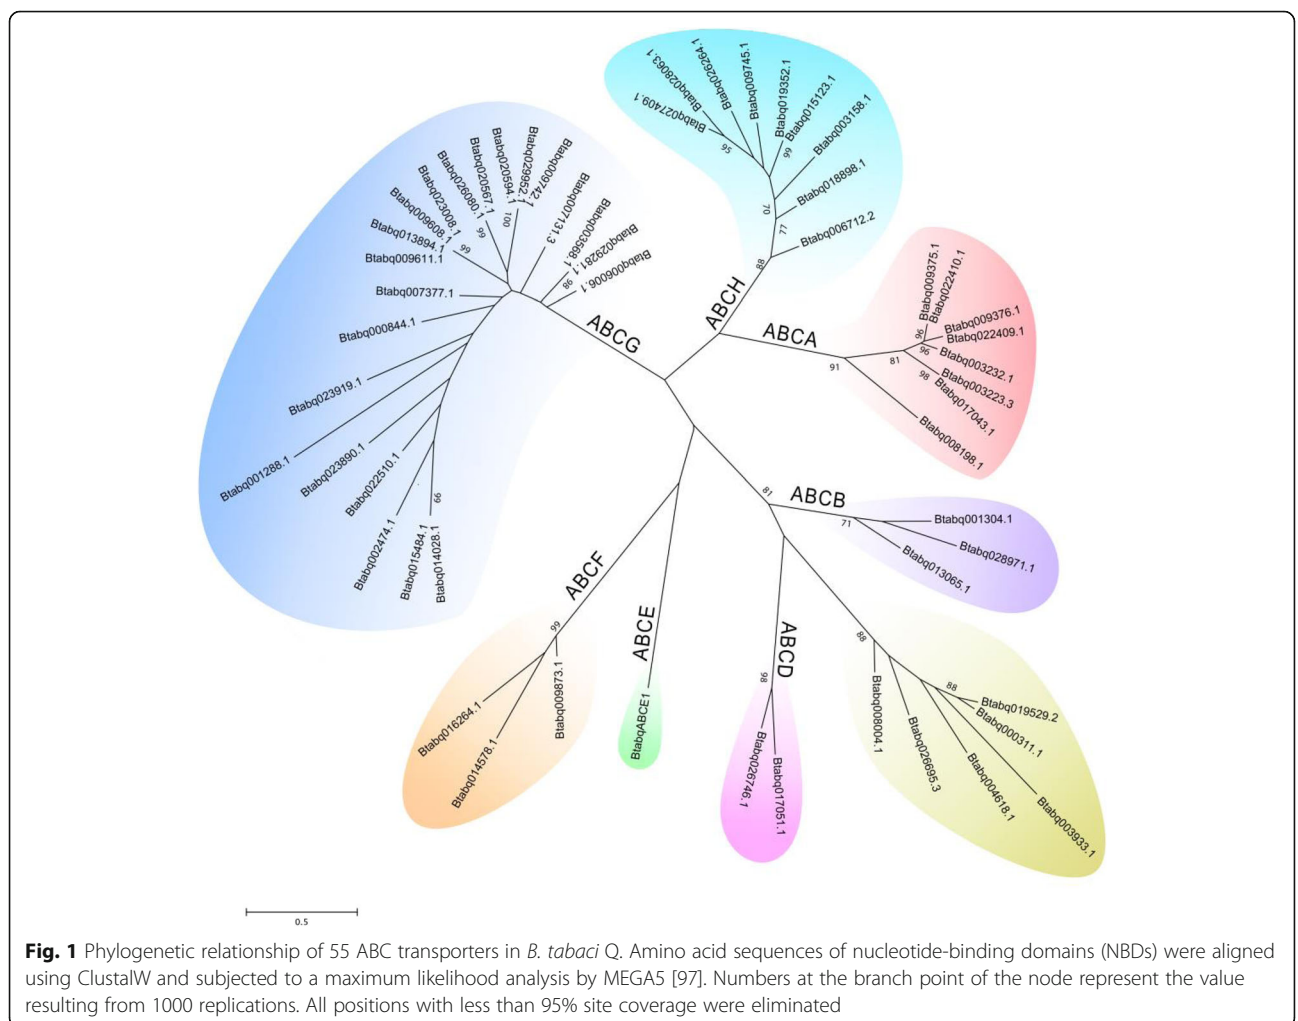 Btabq027409.1
Btabq028063.1
Btabq026264.1
Btabq009745.1
Btabq019352.1
Btabq015123.1
Btabq003158.1
Btabq018898.1
Btabq006712.2
95
99
70
77
88
ABCH
Btabq009375.1
Btabq022410.1
Btabq009376.1
Btabq022409.1
Btabq003232.1
Btabq003223.3
Btabq017043.1
Btabq008198.1
96
96
98
81
91
ABCA
Btabq006006.1
Btabq029281.1
Btabq003568.1
Btabq007131.3
Btabq009742.1
Btabq029952.1
Btabq020594.1
Btabq020567.1
Btabq026080.1
Btabq023008.1
Btabq009608.1
Btabq013894.1
Btabq009611.1
Btabq007377.1
Btabq000844.1
Btabq023919.1
Btabq001288.1
Btabq023890.1
Btabq022510.1
Btabq002474.1
Btabq015484.1
Btabq014028.1
98
100
99
99
66
ABCG
81
ABCB
71
Btabq001304.1
Btabq028971.1
Btabq013065.1
88
88
Btabq019529.2
Btabq000311.1
Btabq003933.1
Btabq004618.1
Btabq026695.3
Btabq008004.1
ABCD
98
Btabq017051.1
Btabq026746.1
ABCE
BtabqABCE1
ABCF
99
Btabq009873.1
Btabq014578.1
Btabq016264.1
0.5
Fig. 1 Phylogenetic relationship of 55 ABC transporters in B. tabaci Q. Amino acid sequences of nucleotide-binding domains (NBDs) were aligned
using ClustalW and subjected to a maximum likelihood analysis by MEGA5 [97]. Numbers at the branch point of the node represent the value
resulting from 1000 replications. All positions with less than 95% site coverage were eliminated